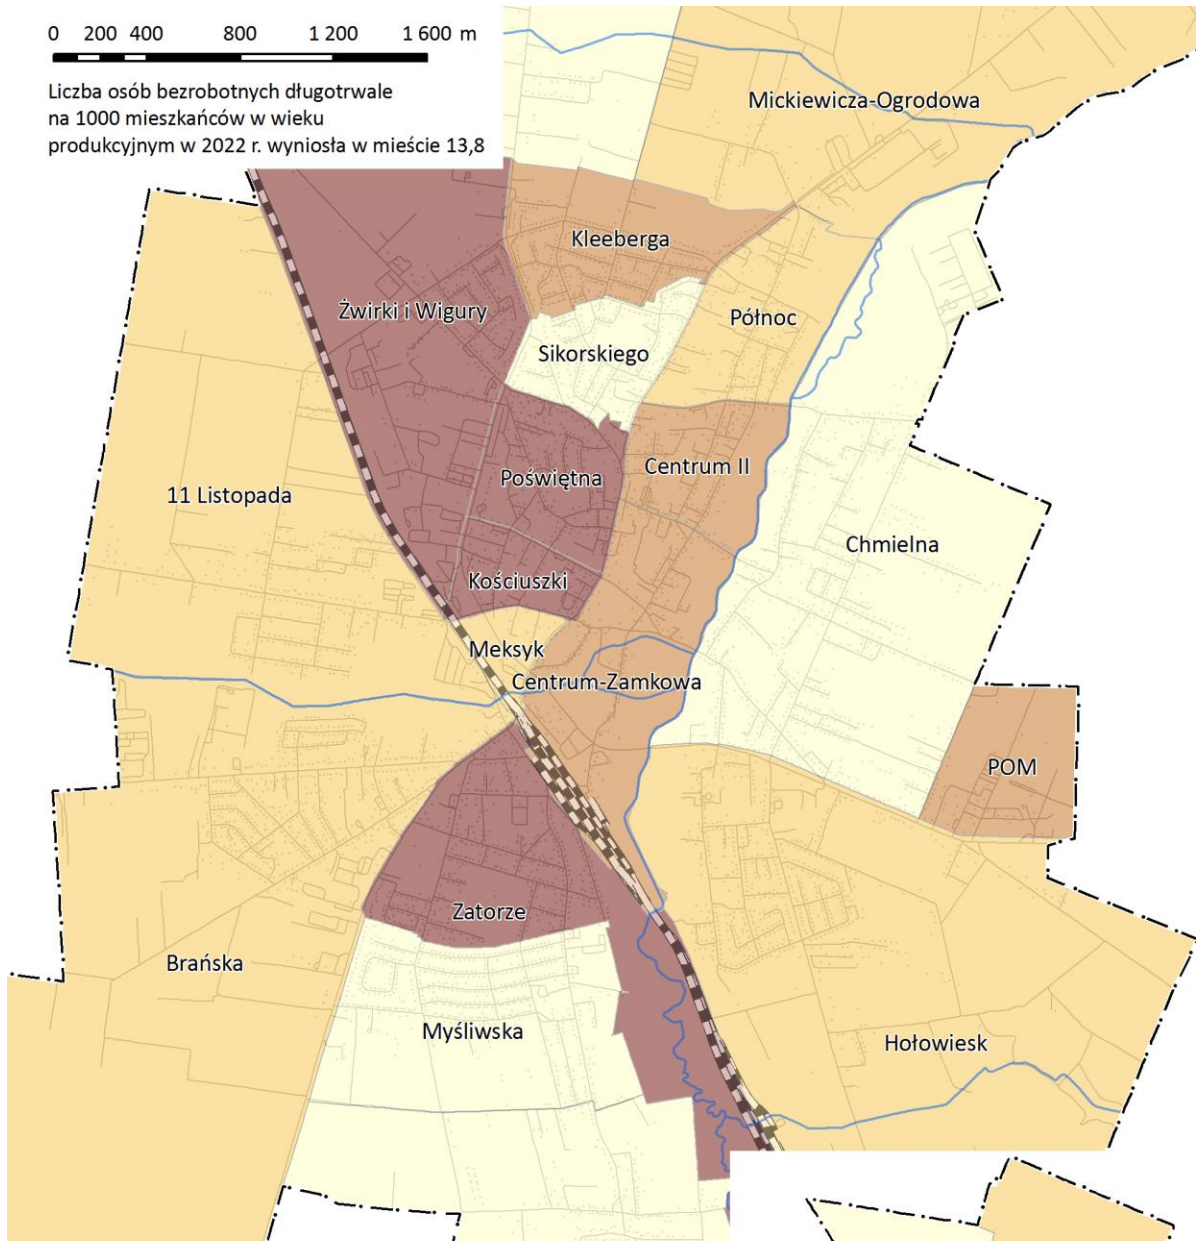 0 200 400 800 1 200 1 600 m
Liczba osób bezrobotnych długotrwale
na 1000 mieszkańców w wieku
produkcyjnym w 2022 r. wyniosła w mieście 13,8
Mickiewicza-Ogrodowa
Kleeberga
Żwirki i Wigury
Północ
Sikorskiego
Centrum II
Poświętna
11 Listopada
Chmielna
Kościuszki
Meksyk
Centrum-Zamkowa
POM
Zatorze
Brańska
Myśliwska
Hołowiesk